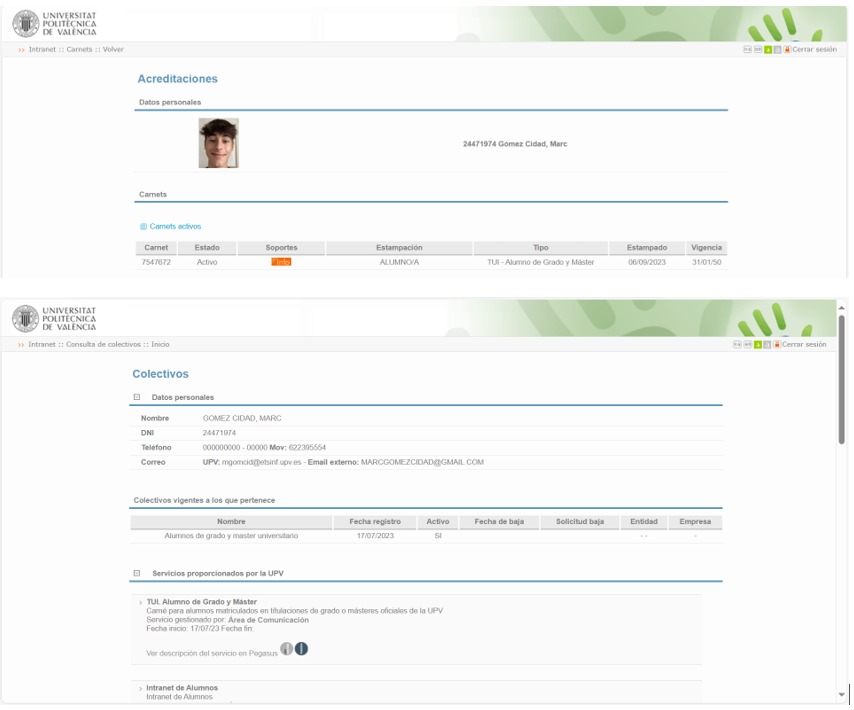 UNIVERSITAT
POLITÈCNICA
DE VALÈNCIA
Intranet :: Carnets :: Volver
Cerrar sesión
Acreditaciones
Datos personales
24471974 Gómez Cidad, Marc
Carnets
Carnets activos
Carnet Estado Soportes Estampación Tipo Estampado Vigencia
7547672 Activo Info ALUMNO/A TUI - Alumno de Grado y Máster 06/09/2023 31/01/50
UNIVERSITAT
POLITÈCNICA
DE VALÈNCIA
Intranet :: Consulta de colectivos :: Inicio
Cerrar sesión
Colectivos
Datos personales
Nombre GOMEZ CIDAD, MARC
DNI 24471974
Teléfono 000000000 - 00000 Mov: 622395554
Correo UPV: mgomcid@etsinf.upv.es - Email externo: MARCGOMEZCIDAD@GMAIL.COM
Colectivos vigentes a los que pertenece
Nombre Fecha registro Activo Fecha de baja Solicitud baja Entidad Empresa
Alumnos de grado y master universitario 17/07/2023 SI - - -
Servicios proporcionados por la UPV
TUI. Alumno de Grado y Máster
Carné para alumnos matriculados en titulaciones de grado o másteres oficiales de la UPV
Servicio gestionado por: Área de Comunicación
Fecha inicio: 17/07/23 Fecha fin:
Ver descripción del servicio en Pegasus
Intranet de Alumnos
Intranet de Alumnos